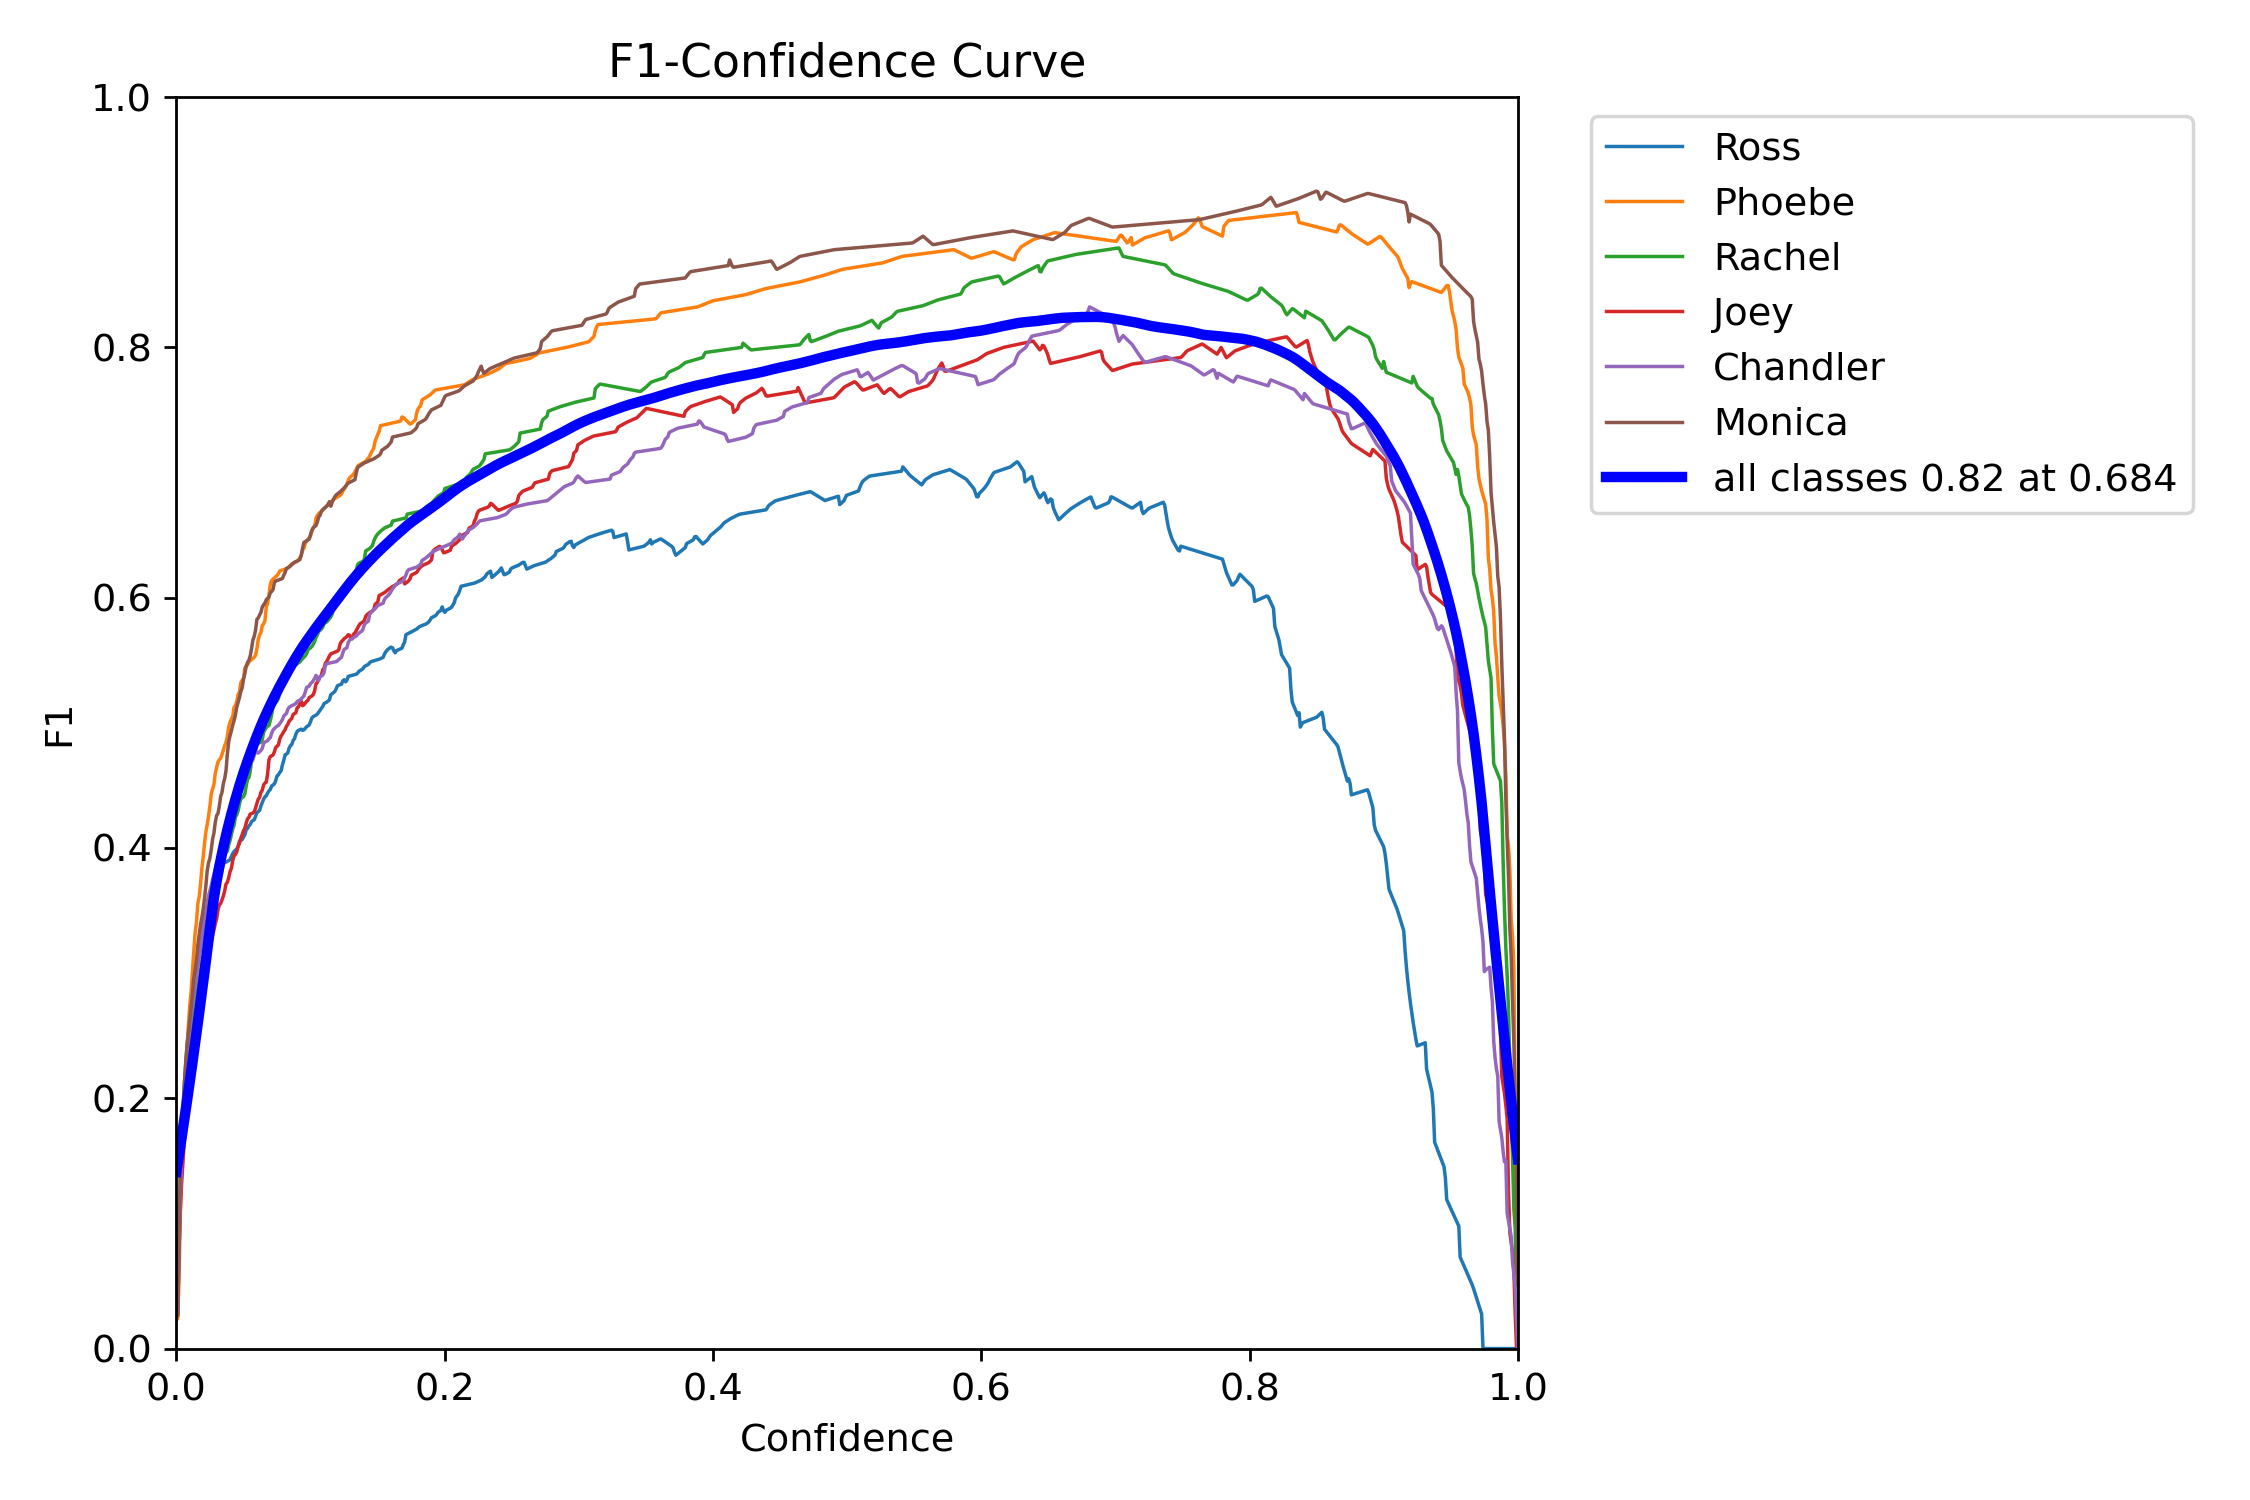 F1-Confidence Curve
1.0
0.8
0.6
0.4
0.2
0.0
F1
0.0 0.2 0.4 0.6 0.8 1.0
Confidence
Ross
Phoebe
Rachel
Joey
Chandler
Monica
all classes 0.82 at 0.684